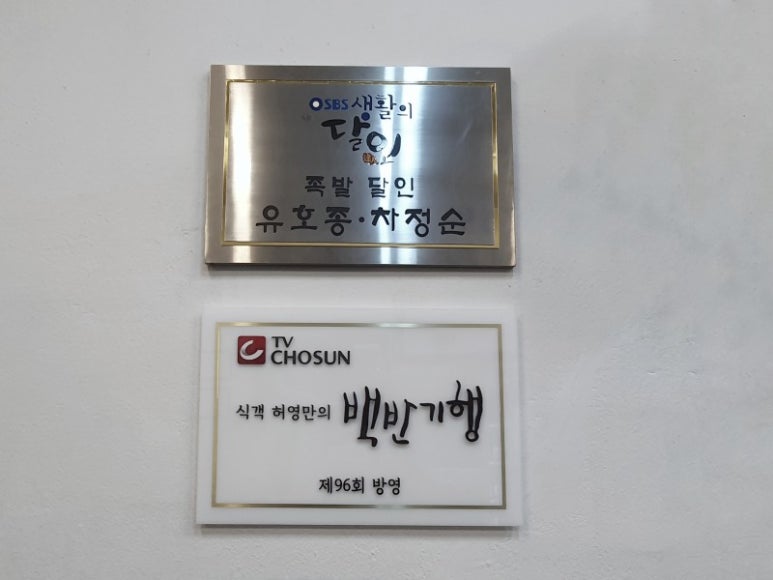 SBS 생활의
달인
족발 달인
유호종·차정순
TV
CHOSUN
식객 허영만의 백반기행
제96회 방영